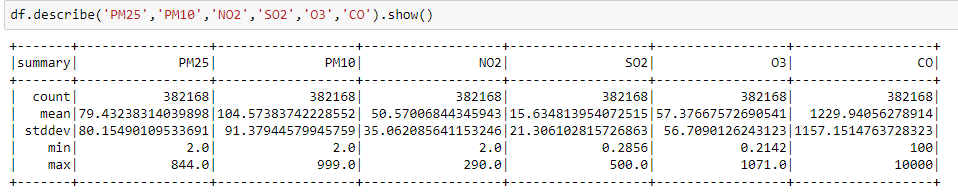 df.describe('PM25','PM10','NO2','SO2','O3','CO').show()
+-------+-----------------+------------------+------------------+------------------+-----------------+------------------+
|summary|             PM25|              PM10|               NO2|               SO2|               O3|                CO|
+-------+-----------------+------------------+------------------+------------------+-----------------+------------------+
|  count|           382168|            382168|            382168|            382168|           382168|            382168|
|   mean|79.43238314039898|104.57383742228552| 50.57006844345943|15.634813954072515|57.37667572690541|  1229.94056278914|
| stddev|80.15490109533691| 91.37944579945759|35.062085641153246|21.306102815726863| 56.7090126243123|1157.1514763728323|
|    min|              2.0|               2.0|               2.0|            0.2856|           0.2142|               100|
|    max|            844.0|             999.0|             290.0|             500.0|           1071.0|             10000|
+-------+-----------------+------------------+------------------+------------------+-----------------+------------------+